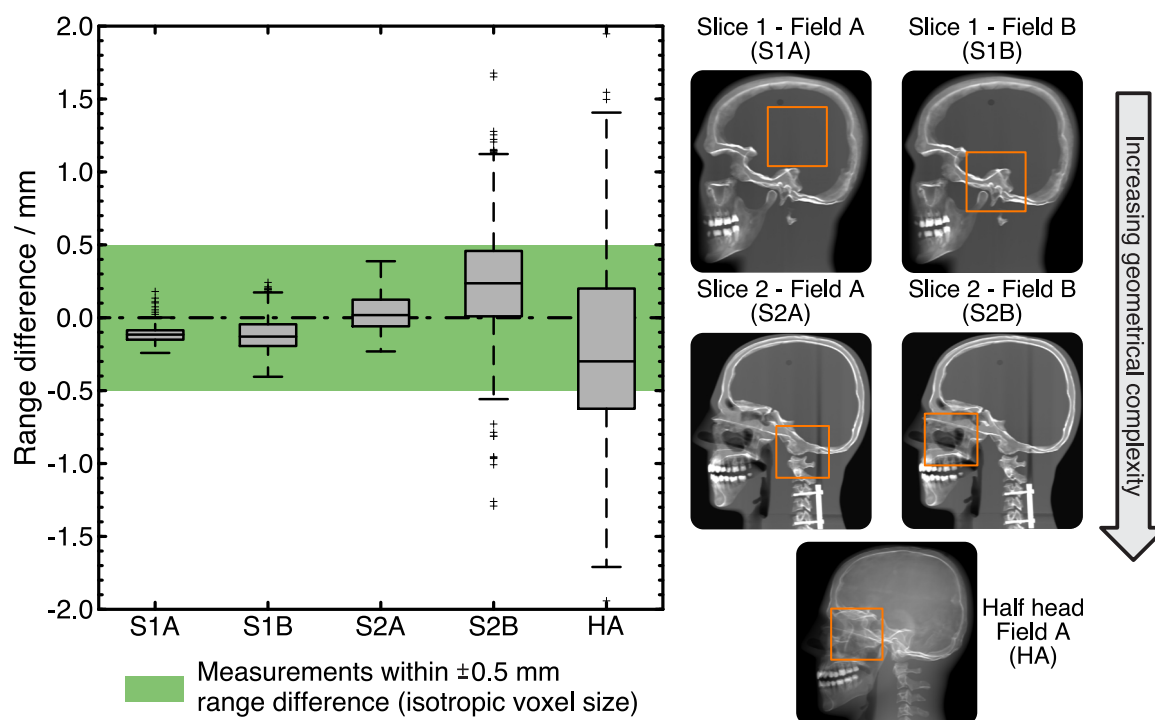 2.0
1.5
1.0
0.5
0.0
-0.5
-1.0
-1.5
-2.0
Range difference / mm
S1A
S1B
S2A
S2B
HA
Measurements within ±0.5 mm
range difference (isotropic voxel size)
Slice 1 - Field A
(S1A)
Slice 1 - Field B
(S1B)
Slice 2 - Field A
(S2A)
Slice 2 - Field B
(S2B)
Half head
Field A
(HA)
Increasing geometrical complexity